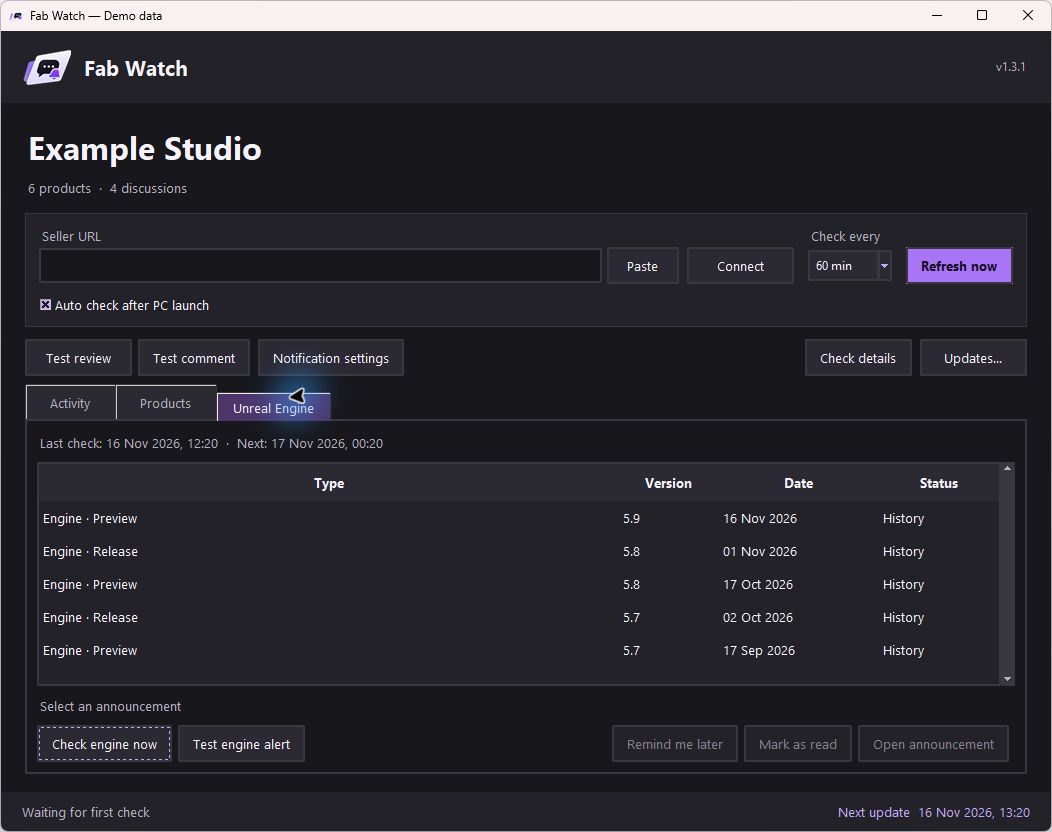 Fab Watch — Demo data
Fab Watch
v1.3.1
Example Studio
6 products · 4 discussions
Seller URL
Check every
Paste
Connect
60 min
Refresh now
Auto check after PC launch
Test review
Test comment
Notification settings
Check details
Updates...
Activity
Products
Unreal Engine
Last check: 16 Nov 2026, 12:20 · Next: 17 Nov 2026, 00:20
Type Version Date Status
Engine · Preview 5.9 16 Nov 2026 History
Engine · Release 5.8 01 Nov 2026 History
Engine · Preview 5.8 17 Oct 2026 History
Engine · Release 5.7 02 Oct 2026 History
Engine · Preview 5.7 17 Sep 2026 History
Select an announcement
Check engine now
Test engine alert
Remind me later
Mark as read
Open announcement
Waiting for first check
Next update 16 Nov 2026, 13:20